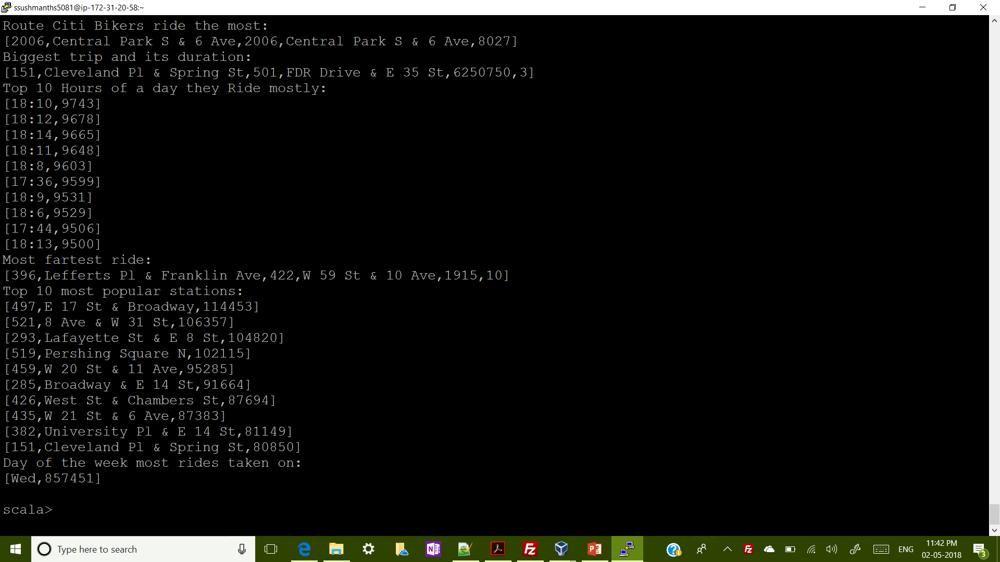 ssushmanths5081@ip-172-31-20-58:~
Route Citi Bikers ride the most:
[2006,Central Park S & 6 Ave,2006,Central Park S & 6 Ave,8027]
Biggest trip and its duration:
[151,Cleveland Pl & Spring St,501,FDR Drive & E 35 St,6250750,3]
Top 10 Hours of a day they Ride mostly:
[18:10,9743]
[18:12,9678]
[18:14,9665]
[18:11,9648]
[18:8,9603]
[17:36,9599]
[18:9,9531]
[18:6,9529]
[17:44,9506]
[18:13,9500]
Most fartest ride:
[396,Lefferts Pl & Franklin Ave,422,W 59 St & 10 Ave,1915,10]
Top 10 most popular stations:
[497,E 17 St & Broadway,114453]
[521,8 Ave & W 31 St,106357]
[293,Lafayette St & E 8 St,104820]
[519,Pershing Square N,102115]
[459,W 20 St & 11 Ave,95285]
[285,Broadway & E 14 St,91664]
[426,West St & Chambers St,87694]
[435,W 21 St & 6 Ave,87383]
[382,University Pl & E 14 St,81149]
[151,Cleveland Pl & Spring St,80850]
Day of the week most rides taken on:
[Wed,857451]
scala>
Type here to search
ENG
11:42 PM
02-05-2018
3